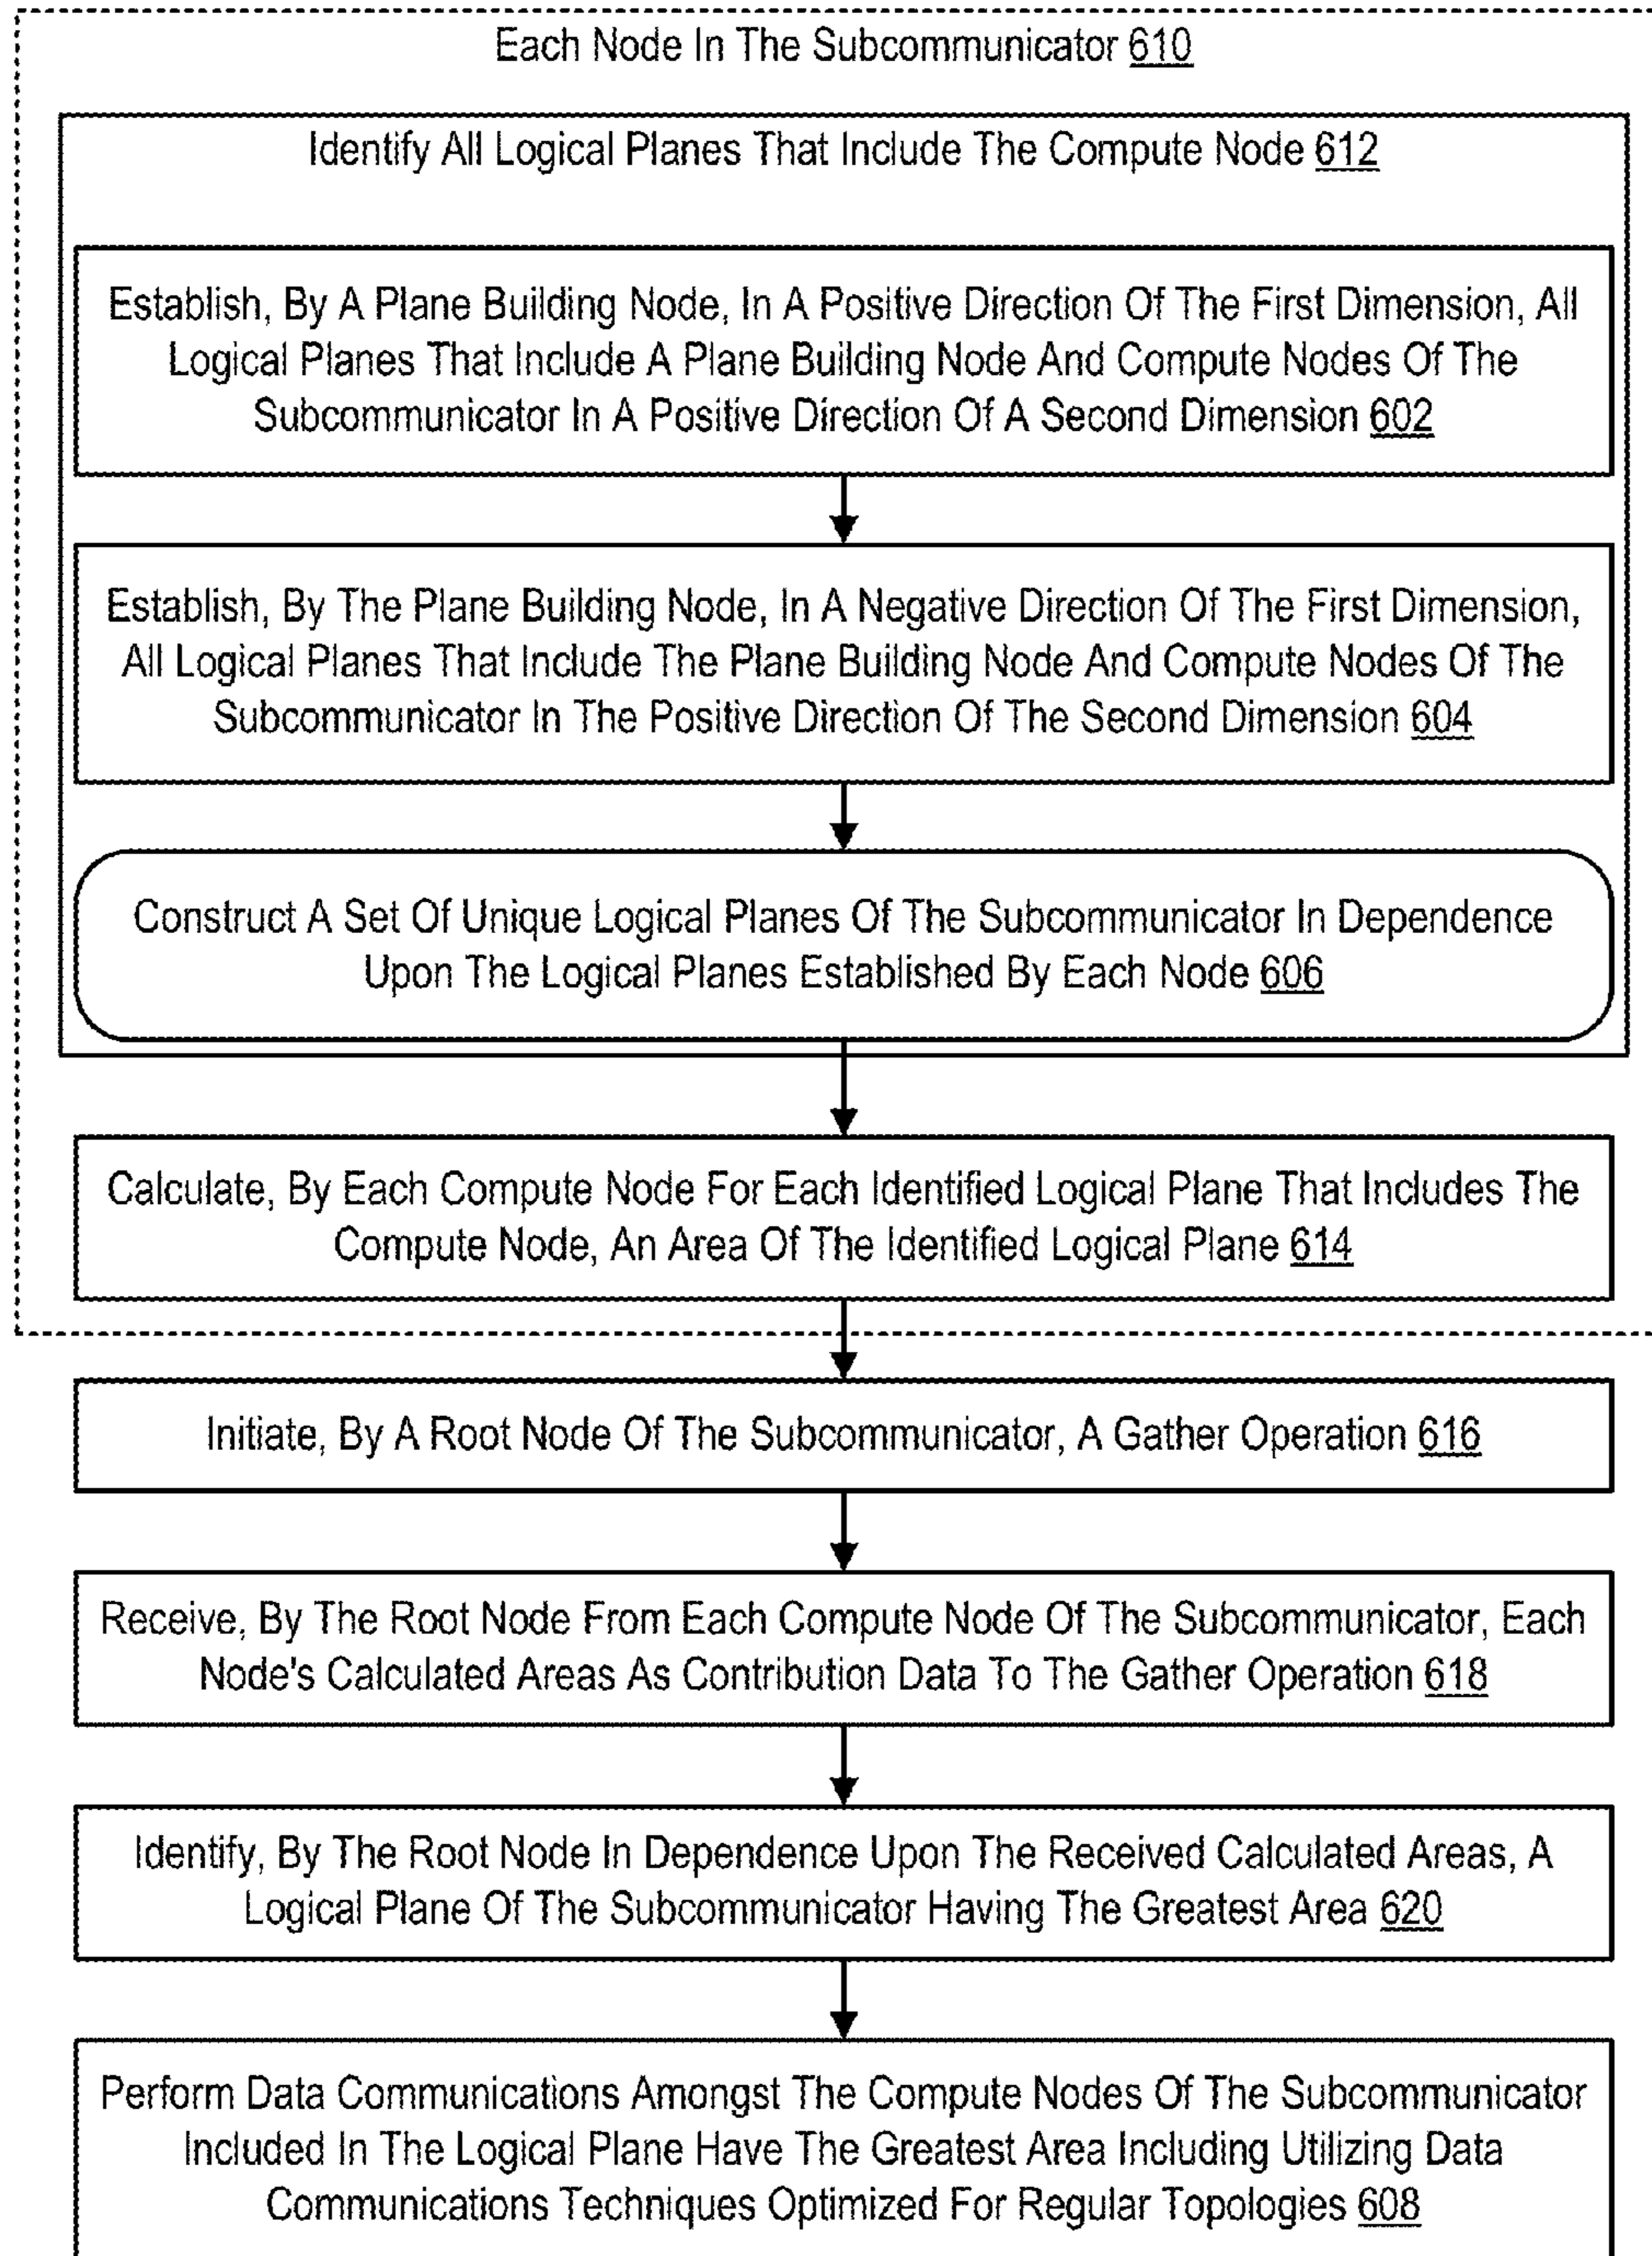 Each Node In The Subcommunicator 610
Identify All Logical Planes That Include The Compute Node 612
Establish, By A Plane Building Node, In A Positive Direction Of The First Dimension, All
Logical Planes That Include A Plane Building Node And Compute Nodes Of The
Subcommunicator In A Positive Direction Of A Second Dimension 602
Establish, By The Plane Building Node, In A Negative Direction Of The First Dimension,
All Logical Planes That Include The Plane Building Node And Compute Nodes Of The
Subcommunicator In The Positive Direction Of The Second Dimension 604
Construct A Set Of Unique Logical Planes Of The Subcommunicator In Dependence
Upon The Logical Planes Established By Each Node 606
Calculate, By Each Compute Node For Each Identified Logical Plane That Includes The
Compute Node, An Area Of The Identified Logical Plane 614
Initiate, By A Root Node Of The Subcommunicator, A Gather Operation 616
Receive, By The Root Node From Each Compute Node Of The Subcommunicator, Each
Node's Calculated Areas As Contribution Data To The Gather Operation 618
Identify, By The Root Node In Dependence Upon The Received Calculated Areas, A
Logical Plane Of The Subcommunicator Having The Greatest Area 620
Perform Data Communications Amongst The Compute Nodes Of The Subcommunicator
Included In The Logical Plane Have The Greatest Area Including Utilizing Data
Communications Techniques Optimized For Regular Topologies 608